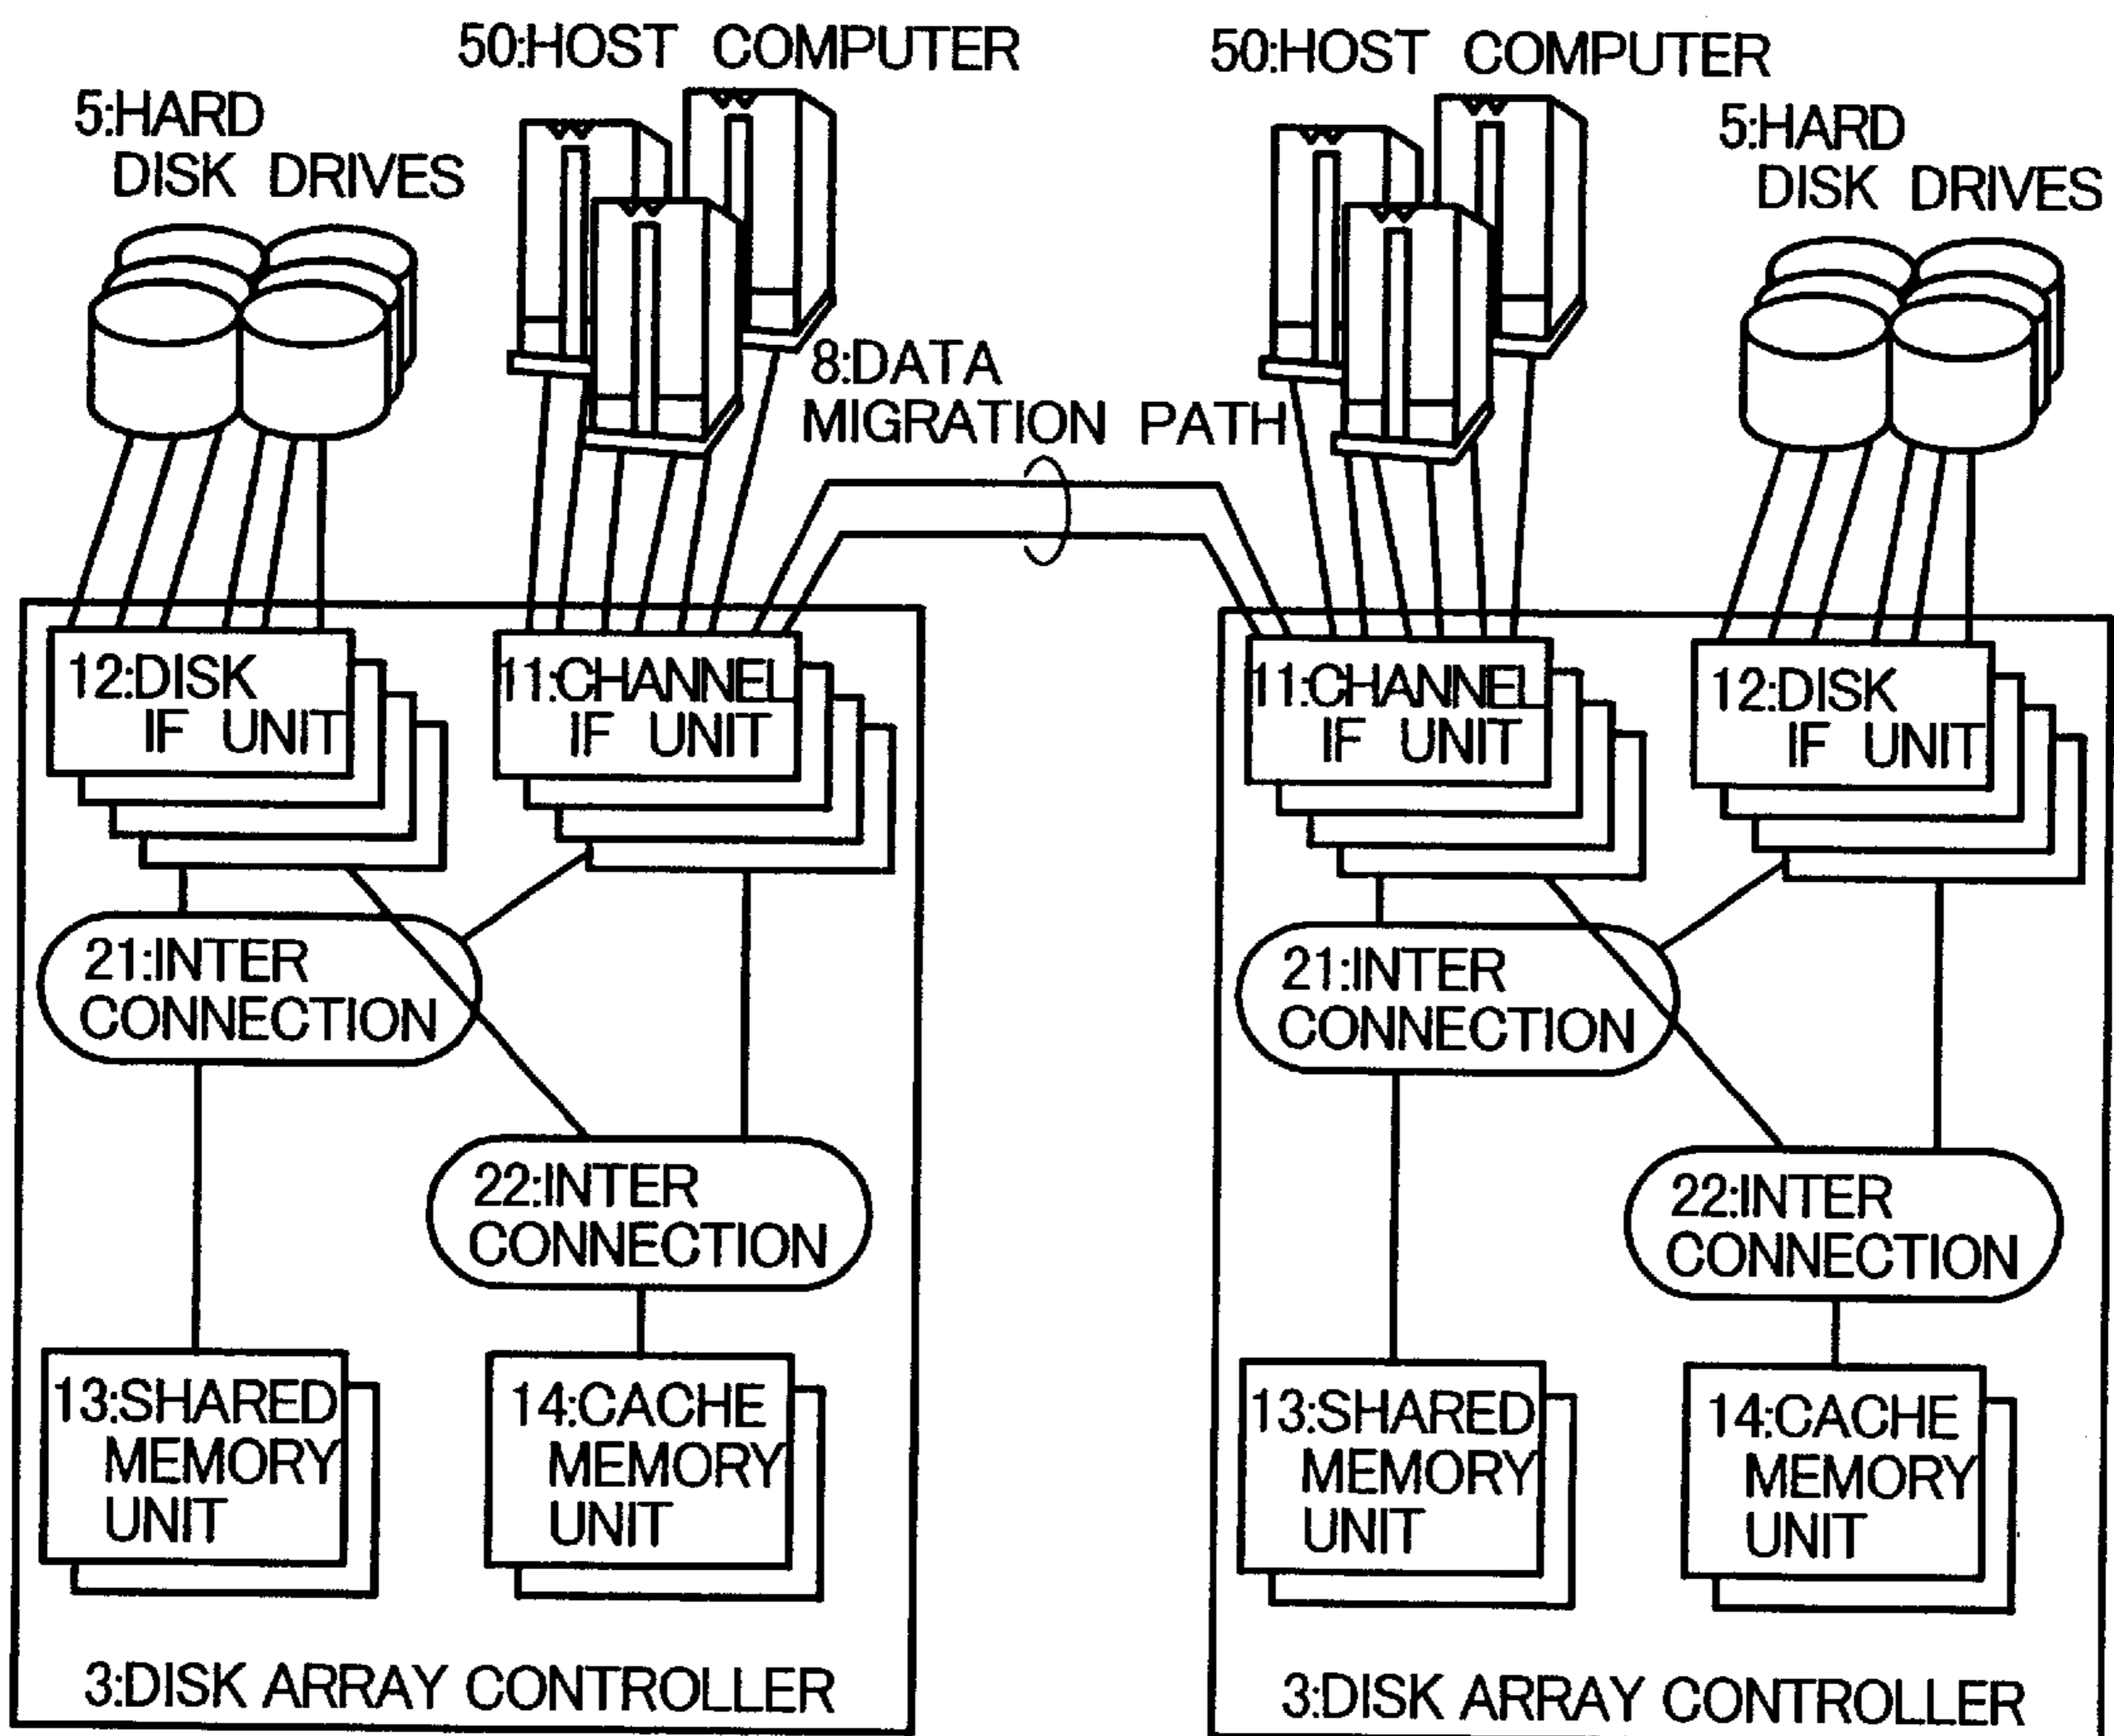 50:HOST COMPUTER
50:HOST COMPUTER
5:HARD
DISK DRIVES
5:HARD
DISK DRIVES
8:DATA
MIGRATION PATH
12:DISK
IF UNIT
11:CHANNEL
IF UNIT
11:CHANNEL
IF UNIT
12:DISK
IF UNIT
21:INTER
CONNECTION
21:INTER
CONNECTION
22:INTER
CONNECTION
22:INTER
CONNECTION
13:SHARED
MEMORY
UNIT
14:CACHE
MEMORY
UNIT
13:SHARED
MEMORY
UNIT
14:CACHE
MEMORY
UNIT
3:DISK ARRAY CONTROLLER
3:DISK ARRAY CONTROLLER